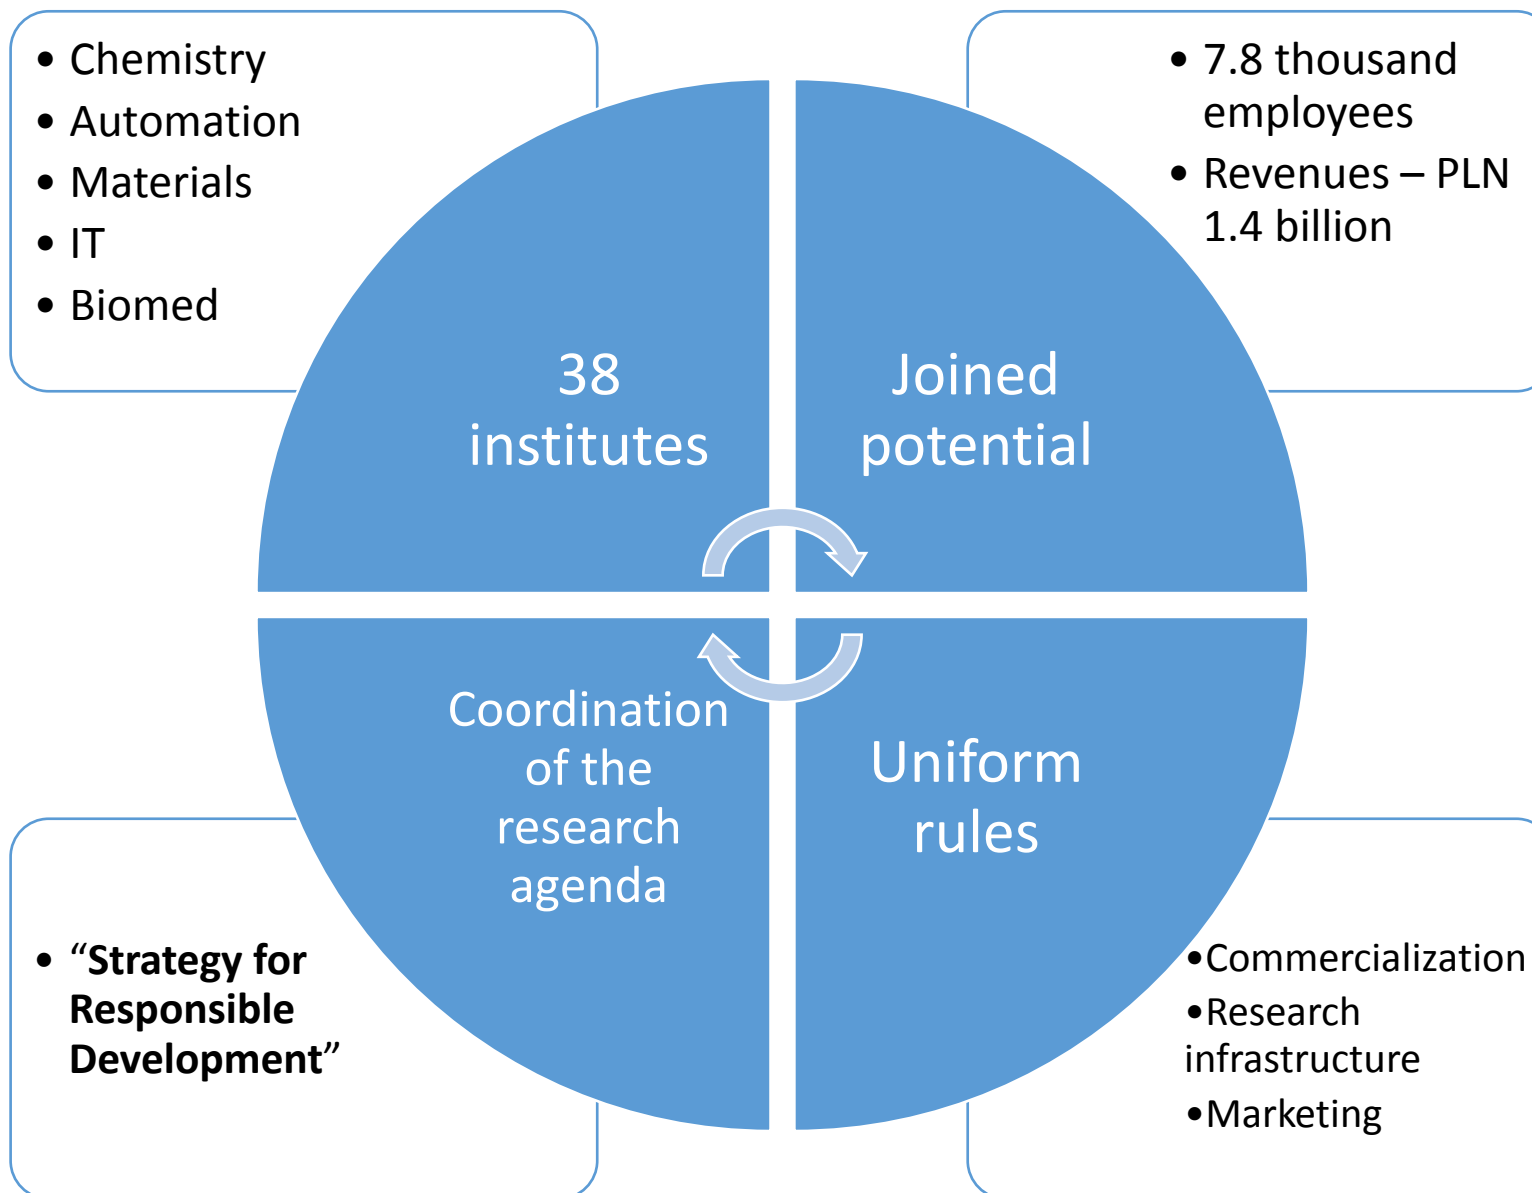 • Chemistry
• Automation
• Materials
• IT
• Biomed
• 7.8 thousand
employees
• Revenues – PLN
1.4 billion
38
institutes
Joined
potential
Coordination
of the
research
agenda
Uniform
rules
• “Strategy for
Responsible
Development”
•Commercialization
•Research
infrastructure
•Marketing